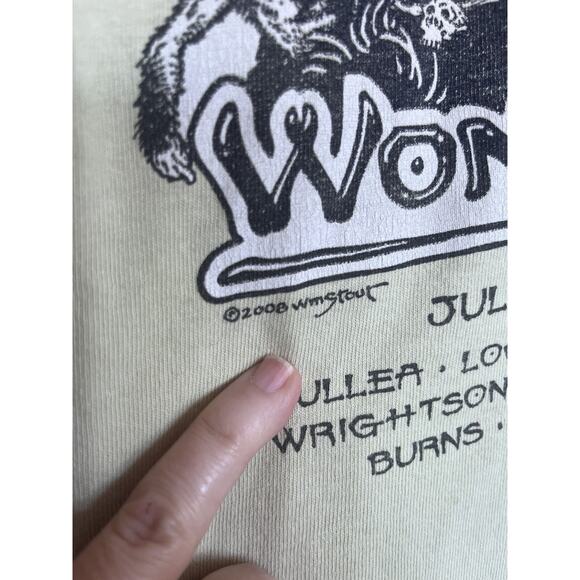 WON
©2008 wmstout
JUL
ULLEA · LO
WRIGHTSON
BURNS ·